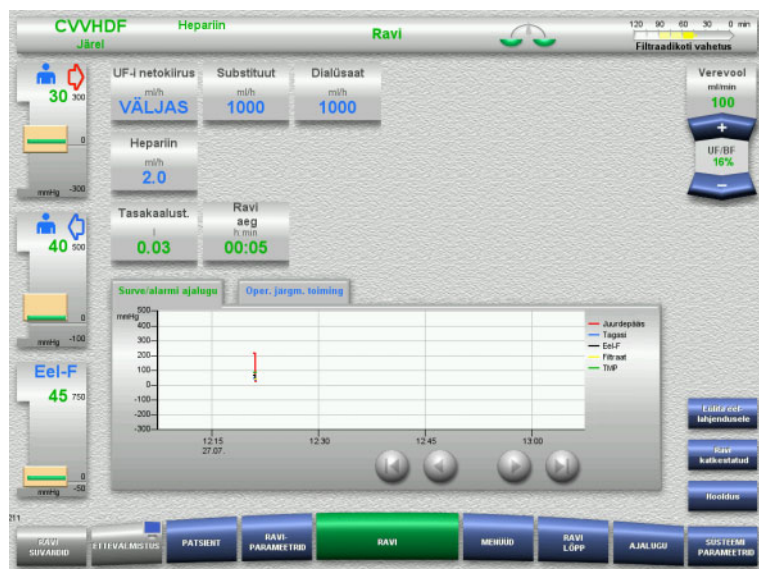 CVVHDF
Järel
Hepariin
Ravi
120 90 60 30 0 min
Filtraadikoti vahetus
30
300
0
-300
mmHg
UF-i netokiirus
ml/h
VÄLJAS
Substituut
ml/h
1000
Dialüsaat
ml/h
1000
Verevool
ml/min
100
+
UF/BF
16%
−
Hepariin
ml/h
2.0
40
500
0
-100
mmHg
Tasakaalust.
l
0.03
Ravi
aeg
h:min
00:05
Surve/alarmi ajalugu
Oper. järgm. toiming
mmHg
500
400
300
200
100
0
-100
-200
-300
12:15
27.07.
12:30
12:45
13:00
Juurdepääs
Tagasi
Eel-F
Filtraat
TMP
Eel-F
45
750
0
-50
mmHg
lahjendusele
Ravi
katkestatud
Hooldus
211
RAVI
SUVANDID
ETTEVALMISTUS
PATSIENT
RAVI-
PARAMEETRID
RAVI
MENÜÜD
RAVI
LÕPP
AJALUGU
SÜSTEEMI
PARAMEETRID